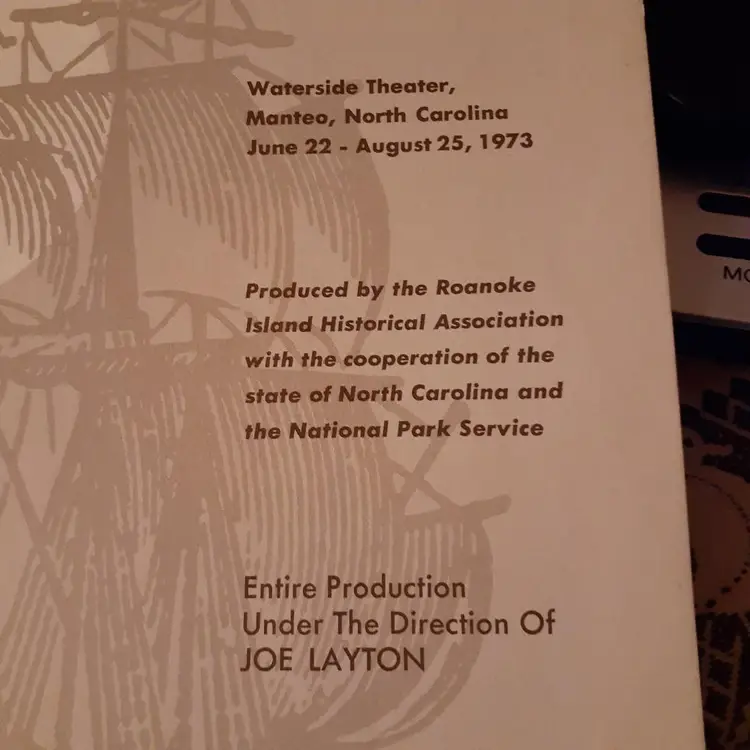 Waterside Theater,
Manteo, North Carolina
June 22 - August 25, 1973
Produced by the Roanoke
Island Historical Association
with the cooperation of the
state of North Carolina and
the National Park Service
Entire Production
Under The Direction Of
JOE LAYTON